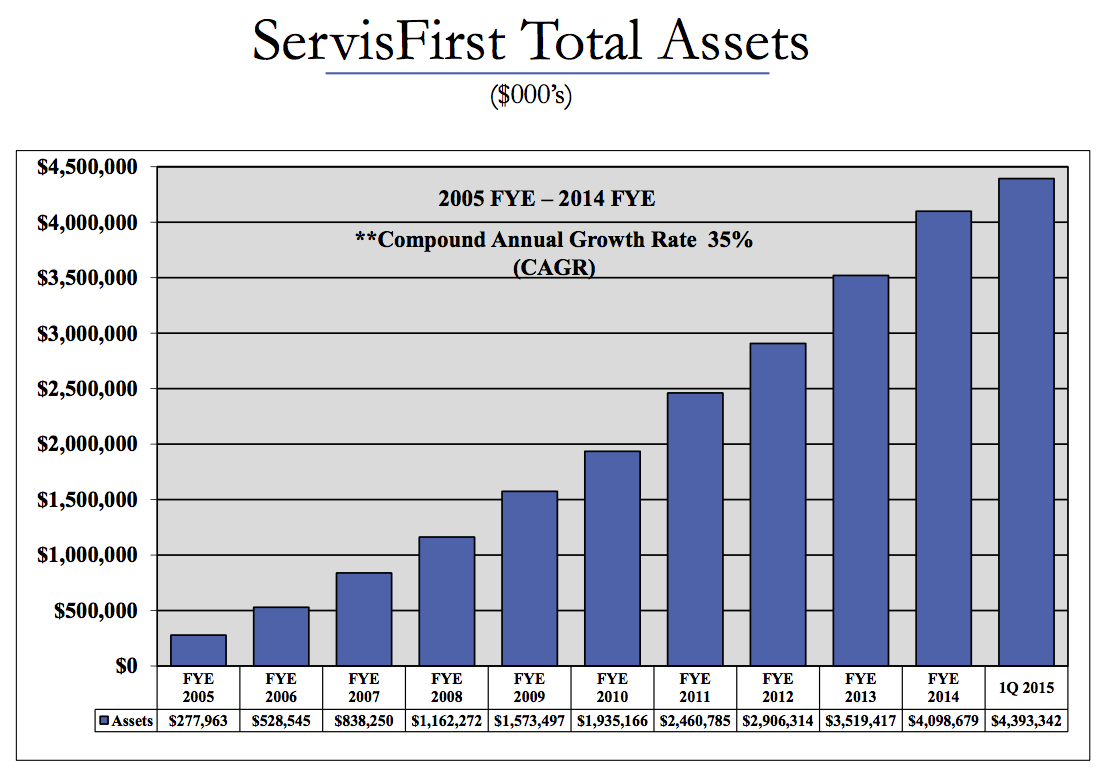 ServisFirst Total Assets
($000's)
$4,500,000
$4,000,000
$3,500,000
$3,000,000
$2,500,000
$2,000,000
$1,500,000
$1,000,000
$500,000
$0
2005 FYE – 2014 FYE
**Compound Annual Growth Rate 35%
(CAGR)
FYE 2005 FYE 2006 FYE 2007 FYE 2008 FYE 2009 FYE 2010 FYE 2011 FYE 2012 FYE 2013 FYE 2014 1Q 2015
Assets $277,963 $528,545 $838,250 $1,162,272 $1,573,497 $1,935,166 $2,460,785 $2,906,314 $3,519,417 $4,098,679 $4,393,342